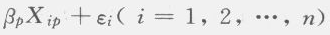 βₚXᵢₚ + εᵢ( i = 1, 2, ⋯, n)